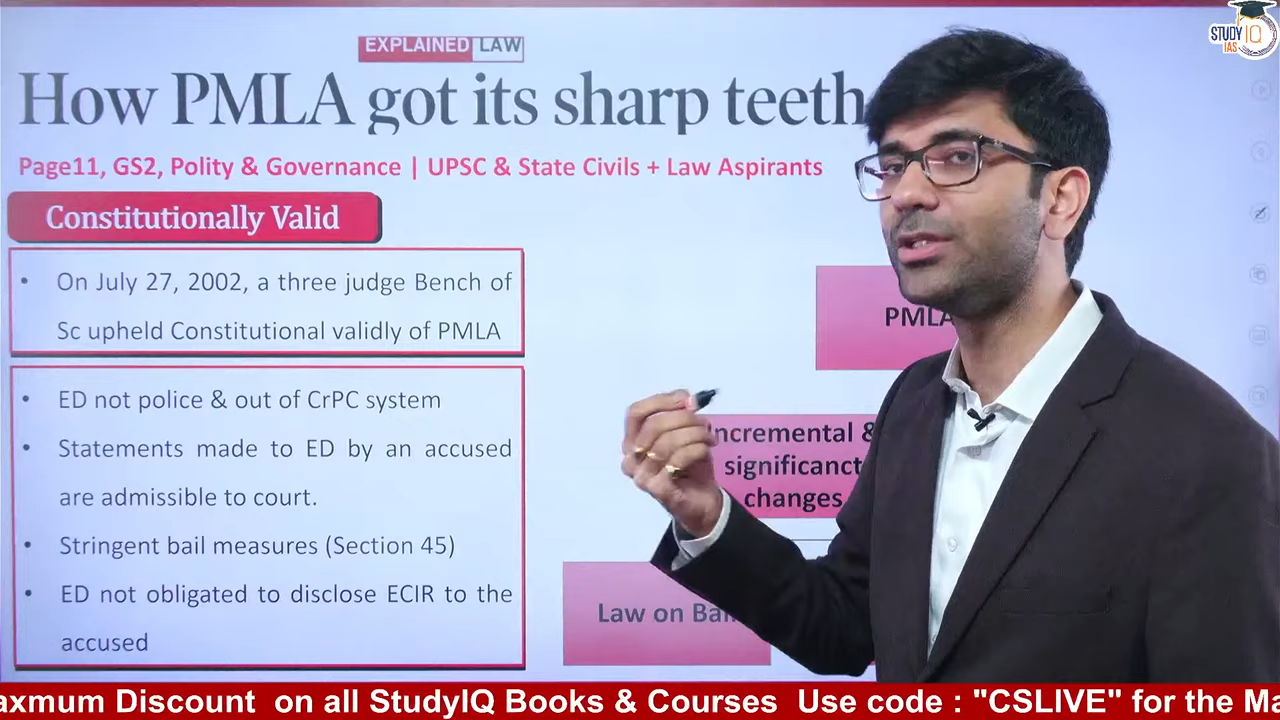 STUDY IQ
IAS
EXPLAINED LAW
How PMLA got its sharp teeth
Page11, GS2, Polity & Governance | UPSC & State Civils + Law Aspirants
Constitutionally Valid
• On July 27, 2002, a three judge Bench of
Sc upheld Constitutional validly of PMLA
• ED not police & out of CrPC system
• Statements made to ED by an accused
are admissible to court.
• Stringent bail measures (Section 45)
• ED not obligated to disclose ECIR to the
accused
PMLA
ncremental &
significanct
changes
Law on Bai
axmum Discount on all StudyIQ Books & Courses Use code : "CSLIVE" for the Ma